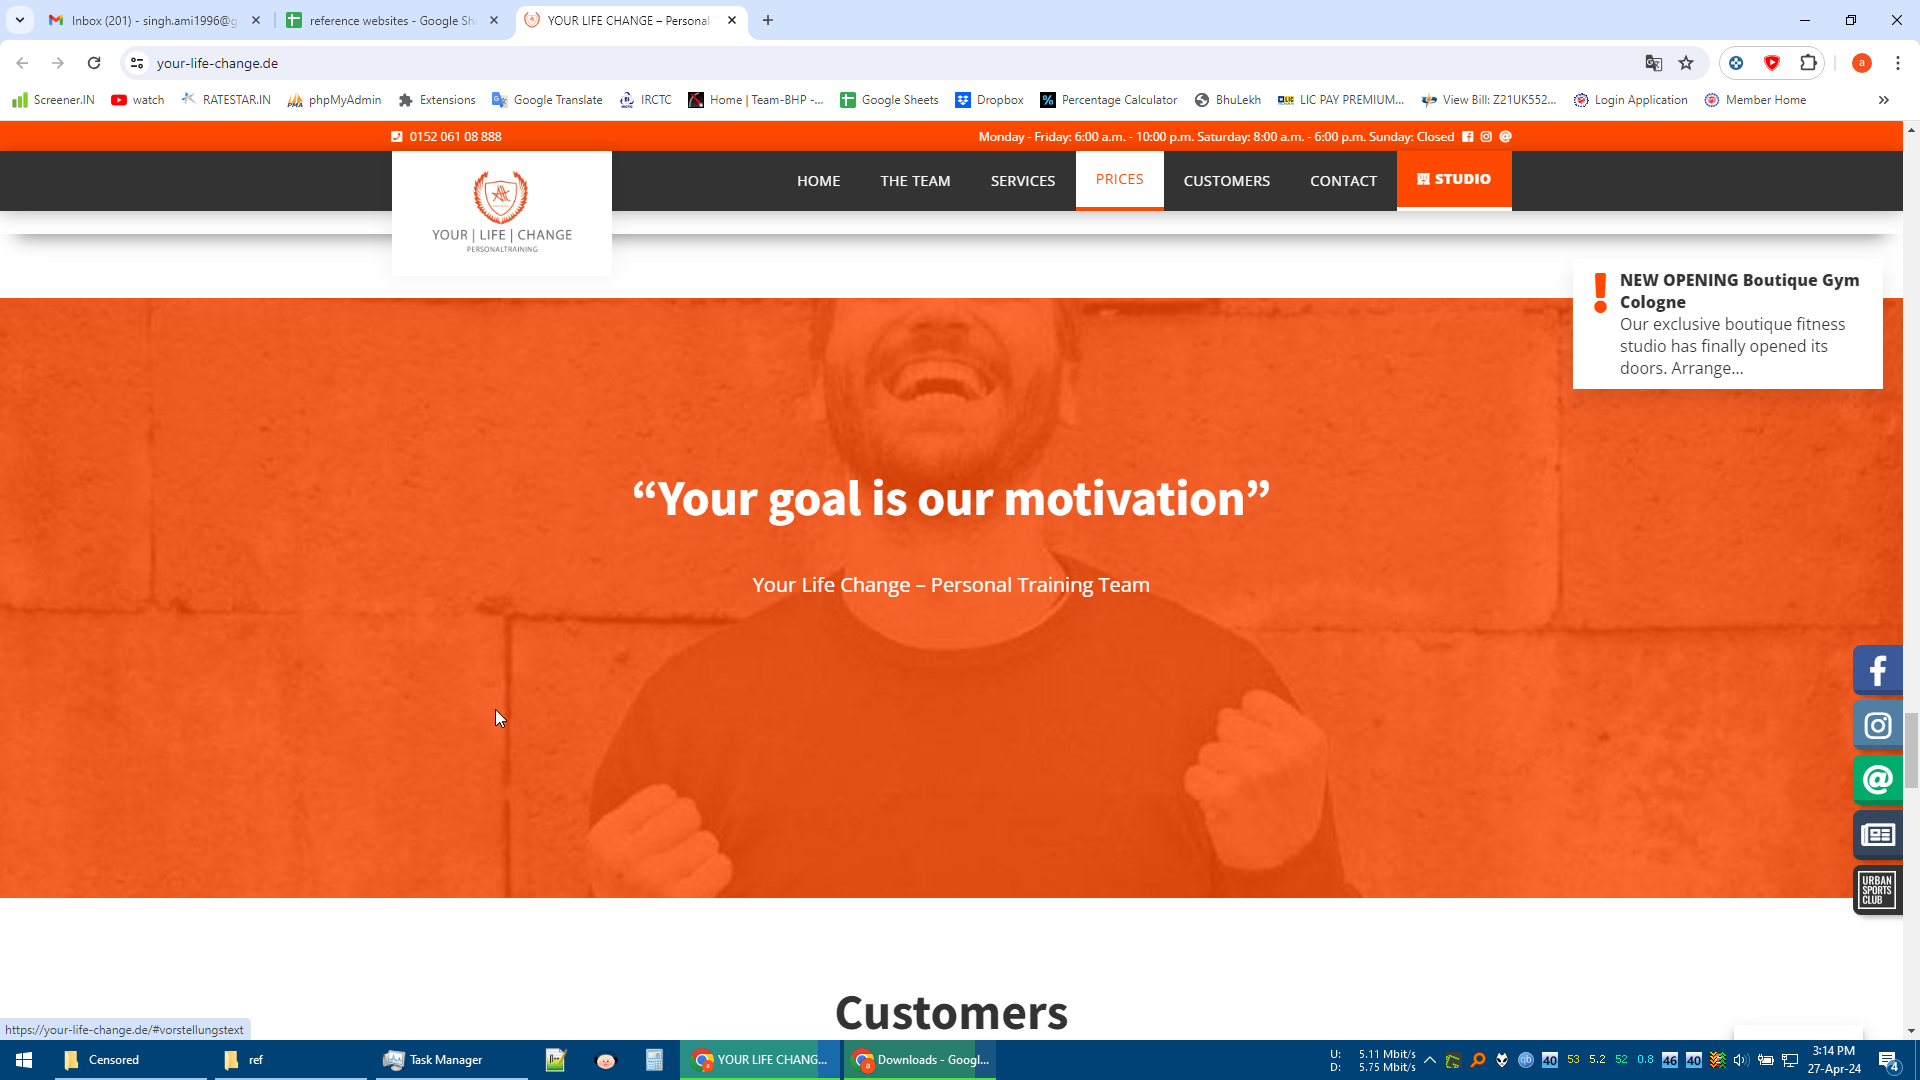 Inbox (201) - singh.ami1996@g
reference websites - Google She
YOUR LIFE CHANGE – Personal
your-life-change.de
a
Screener.IN
watch
RATESTAR.IN
phpMyAdmin
Extensions
Google Translate
IRCTC
Home | Team-BHP -...
Google Sheets
Dropbox
Percentage Calculator
BhuLekh
LIC PAY PREMIUM...
View Bill: Z21UK552...
Login Application
Member Home
0152 061 08 888
Monday - Friday: 6:00 a.m. - 10:00 p.m. Saturday: 8:00 a.m. - 6:00 p.m. Sunday: Closed
HOME
THE TEAM
SERVICES
PRICES
CUSTOMERS
CONTACT
STUDIO
YOUR | LIFE | CHANGE
PERSONALTRAINING
NEW OPENING Boutique Gym
Cologne
Our exclusive boutique fitness
studio has finally opened its
doors. Arrange...
“Your goal is our motivation”
Your Life Change – Personal Training Team
URBAN
SPORTS
CLUB
Customers
https://your-life-change.de/#vorstellungstext
Censored
ref
Task Manager
YOUR LIFE CHANG...
Downloads - Googl...
U: 5.11 Mbit/s
D: 5.75 Mbit/s
40
53
5.2
52
0.8
46
40
3:14 PM
27-Apr-24
4